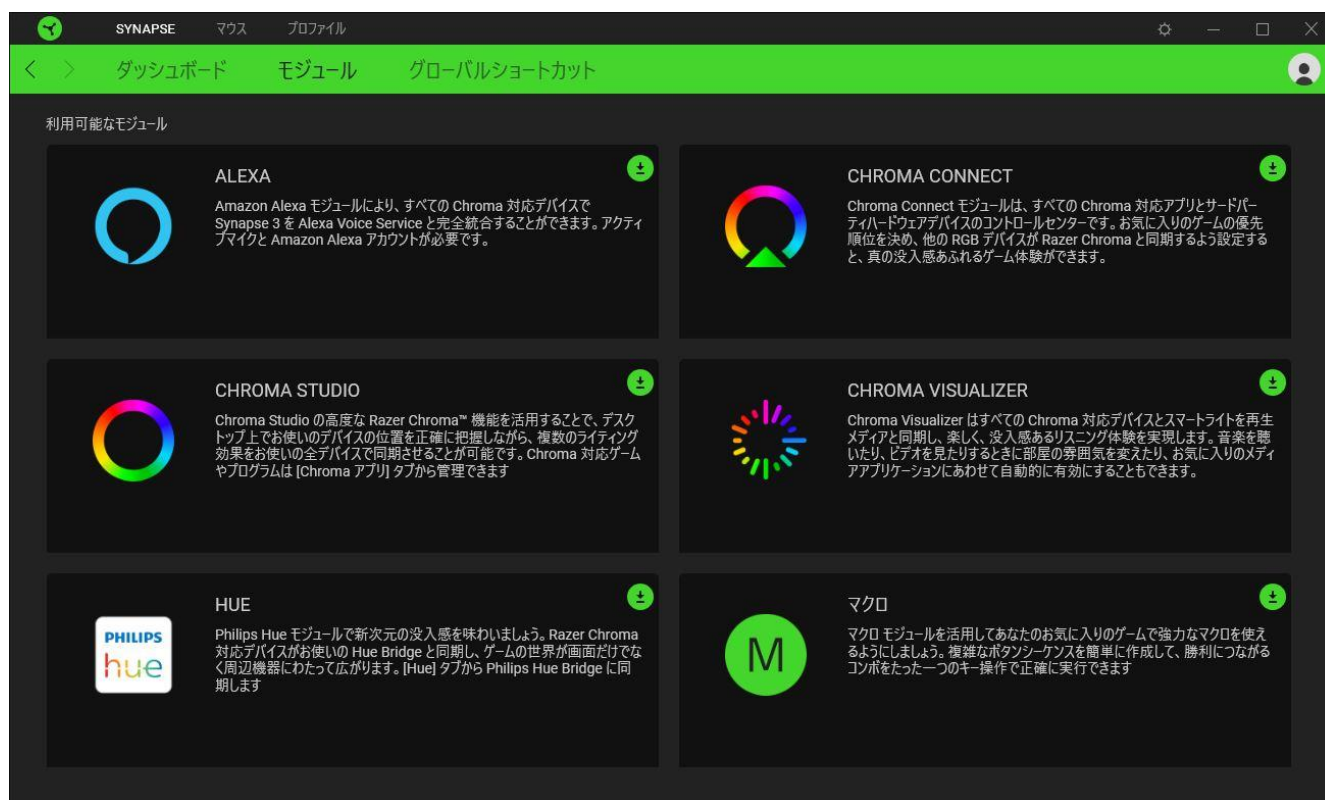 SYNAPSE マウス プロファイル
ダッシュボード モジュール グローバルショートカット
利用可能なモジュール
ALEXA
Amazon Alexa モジュールにより、すべての Chroma 対応デバイスで
Synapse 3 を Alexa Voice Service と完全統合することができます。アクティ
ブマイクと Amazon Alexa アカウントが必要です。
CHROMA CONNECT
Chroma Connect モジュールは、すべての Chroma 対応アプリとサードパー
ティハードウェアデバイスのコントロールセンターです。お気に入りのゲームの優先
順位を決め、他の RGB デバイスが Razer Chroma と同期するよう設定する
と、真の没入感あふれるゲーム体験ができます。
CHROMA STUDIO
Chroma Studio の高度な Razer Chroma™ 機能を活用することで、デスク
トップ上でお使いのデバイスの位置を正確に把握しながら、複数のライティング
効果をお使いの全デバイスで同期させることが可能です。Chroma 対応ゲーム
やプログラムは [Chroma アプリ] タブから管理できます
CHROMA VISUALIZER
Chroma Visualizer はすべての Chroma 対応デバイスとスマートライトを再生
メディアと同期し、楽しく、没入感あるリスニング体験を実現します。音楽を聴
いたり、ビデオを見たりするときに部屋の雰囲気を変えたり、お気に入りのメディ
アアプリケーションにあわせて自動的に有効にすることもできます。
PHILIPS
hue
HUE
Philips Hue モジュールで新次元の没入感を味わいましょう。Razer Chroma
対応デバイスがお使いの Hue Bridge と同期し、ゲームの世界が画面だけでな
く周辺機器にわたって広がります。[Hue] タブから Philips Hue Bridge に同
期します
M
マクロ
マクロ モジュールを活用してあなたのお気に入りのゲームで強力なマクロを使え
るようにしましょう。複雑なボタンシーケンスを簡単に作成して、勝利につながる
コンボをたった一つのキー操作で正確に実行できます